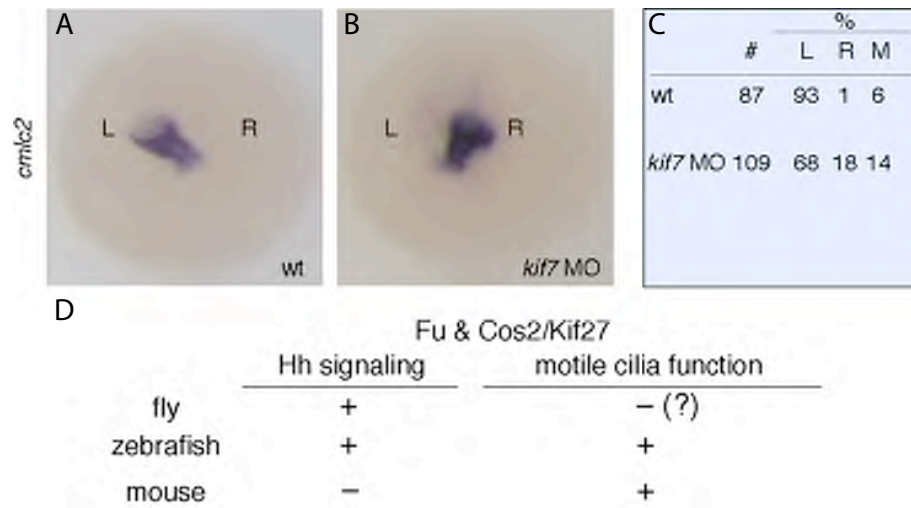 A
L
R
cmlc2
wt
B
L
R
kif7 MO
C
%
# L R M
wt 87 93 1 6
kif7 MO 109 68 18 14
D
Fu & Cos2/Kif27
Hh signaling motile cilia function
fly + – (?)
zebrafish + +
mouse – +